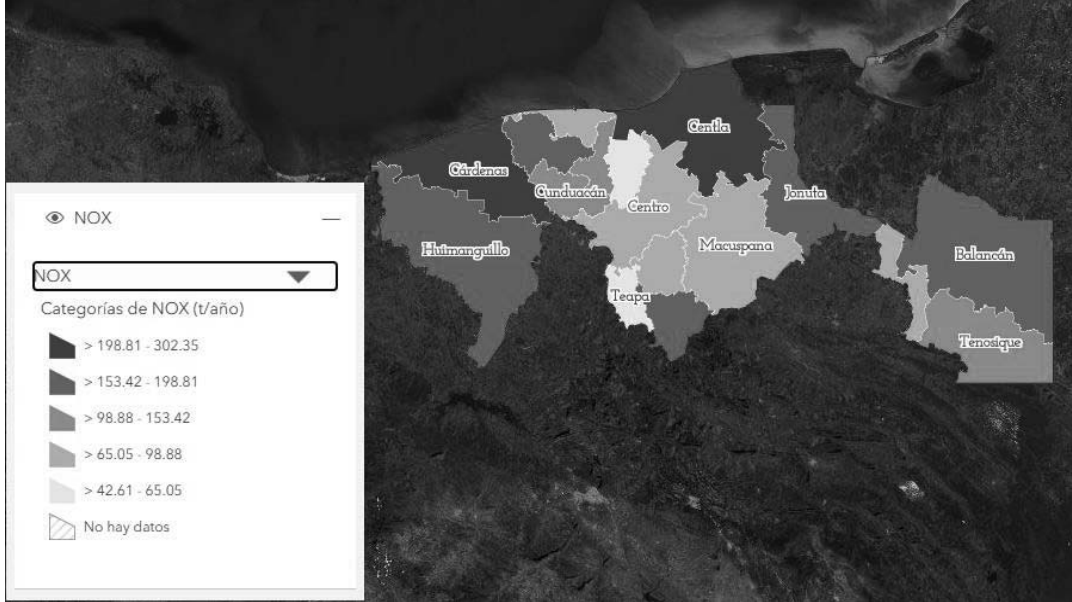 NOX
NOX
Categorías de NOX (t/año)
> 198.81 - 302.35
> 153.42 - 198.81
> 98.88 - 153.42
> 65.05 - 98.88
> 42.61 - 65.05
No hay datos
Centla
Cárdenas
Cunduacán
Jonuta
Centro
Huimanguillo
Macuspana
Balancán
Teapa
Tenosique